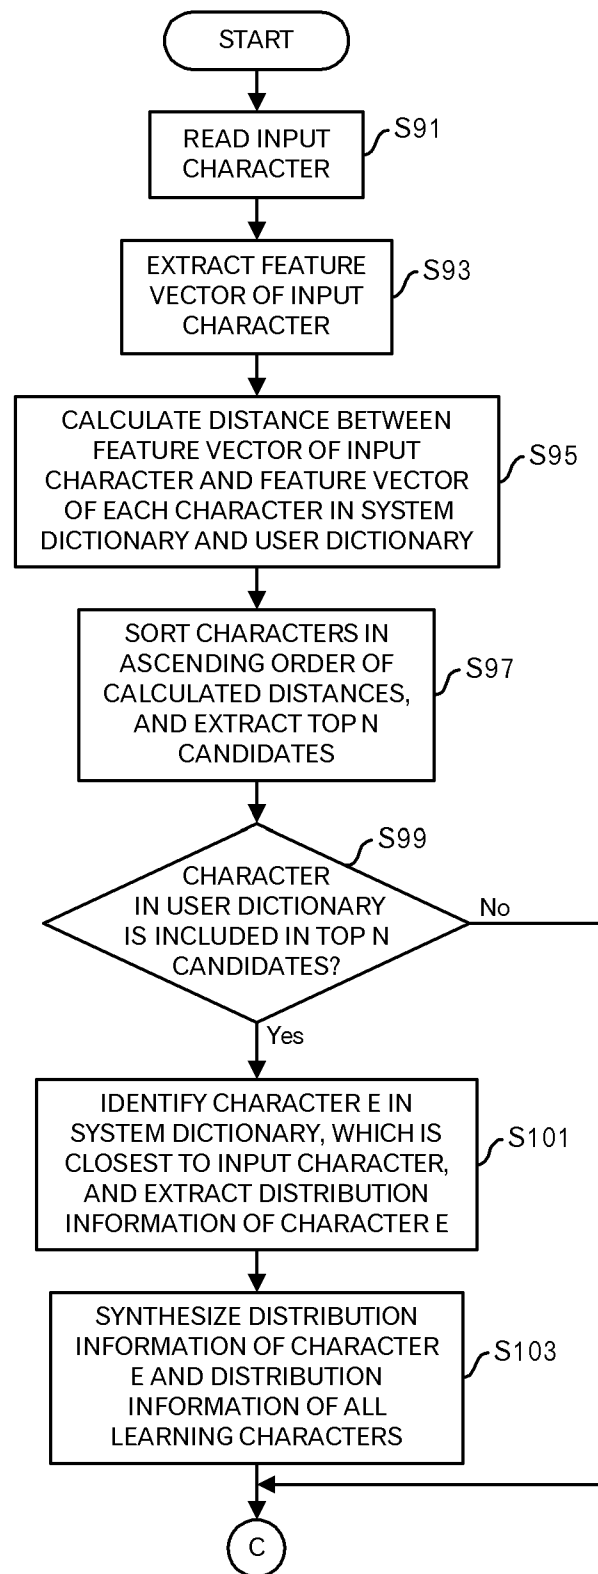 START
READ INPUT
CHARACTER
S91
EXTRACT FEATURE
VECTOR OF INPUT
CHARACTER
S93
CALCULATE DISTANCE BETWEEN
FEATURE VECTOR OF INPUT
CHARACTER AND FEATURE VECTOR
OF EACH CHARACTER IN SYSTEM
DICTIONARY AND USER DICTIONARY
S95
SORT CHARACTERS IN
ASCENDING ORDER OF
CALCULATED DISTANCES,
AND EXTRACT TOP N
CANDIDATES
S97
S99
CHARACTER
IN USER DICTIONARY
IS INCLUDED IN TOP N
CANDIDATES?
No
Yes
IDENTIFY CHARACTER E IN
SYSTEM DICTIONARY, WHICH IS
CLOSEST TO INPUT CHARACTER,
AND EXTRACT DISTRIBUTION
INFORMATION OF CHARACTER E
S101
SYNTHESIZE DISTRIBUTION
INFORMATION OF CHARACTER
E AND DISTRIBUTION
INFORMATION OF ALL
LEARNING CHARACTERS
S103
C